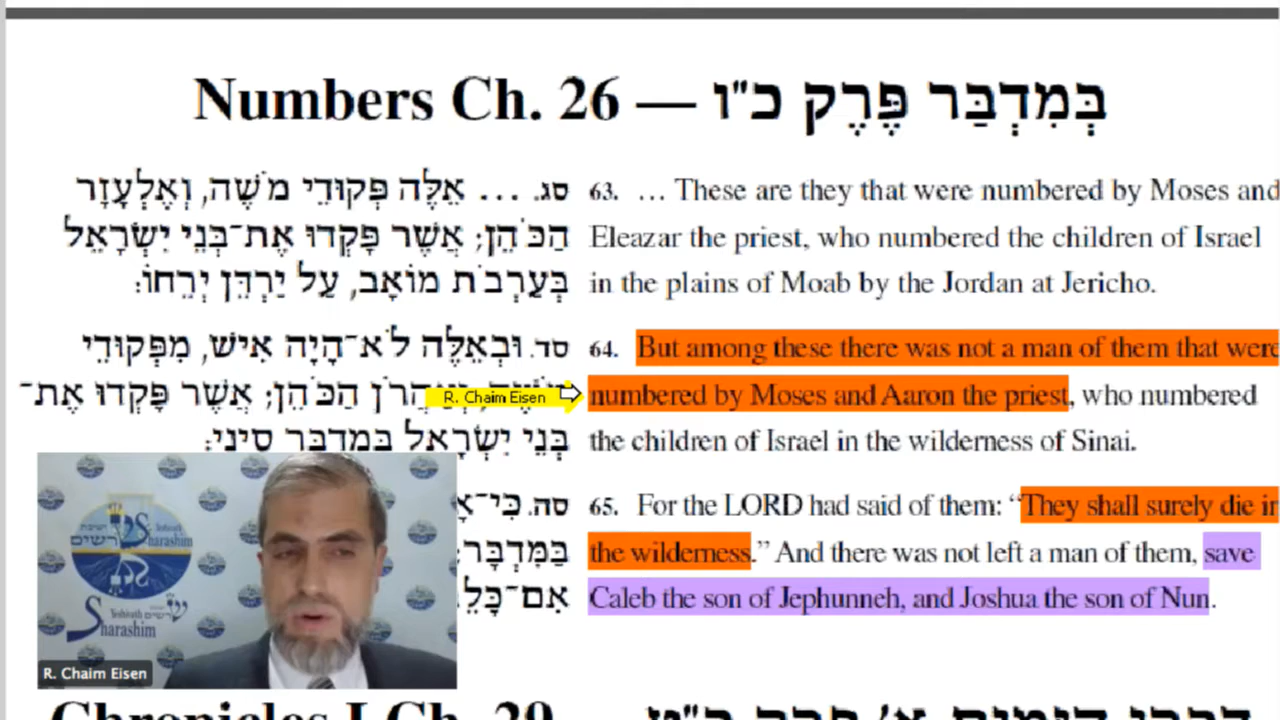 Numbers Ch. 26 — בְּמִדְבַּר פֶּרֶק כ"ו
סג. ... אֵלֶּה פְּקוּדֵי מֹשֶׁה, וְאֶלְעָזָר
הַכֹּהֵן; אֲשֶׁר פָּקְדוּ אֶת־בְּנֵי יִשְׂרָאֵל
בְּעַרְבֹת מוֹאָב, עַל יַרְדֵּן יְרֵחוֹ:
63. ... These are they that were numbered by Moses and
Eleazar the priest, who numbered the children of Israel
in the plains of Moab by the Jordan at Jericho.
סד. וּבְאֵלֶּה לֹא־הָיָה אִישׁ, מִפְּקוּדֵי
הַכֹּהֵן; אֲשֶׁר פָּקְדוּ אֶת־
בְּנֵי יִשְׂרָאֵל בְּמִדְבַּר סִינָי:
64. But among these there was not a man of them that were
numbered by Moses and Aaron the priest, who numbered
the children of Israel in the wilderness of Sinai.
R. Chaim Eisen
סה.
בַּמִּדְבָּר;
65. For the LORD had said of them: “They shall surely die in
the wilderness.” And there was not left a man of them, save
Caleb the son of Jephunneh, and Joshua the son of Nun.
Yeshivath
Sharashim
R. Chaim Eisen
Chronicles I Ch. 29